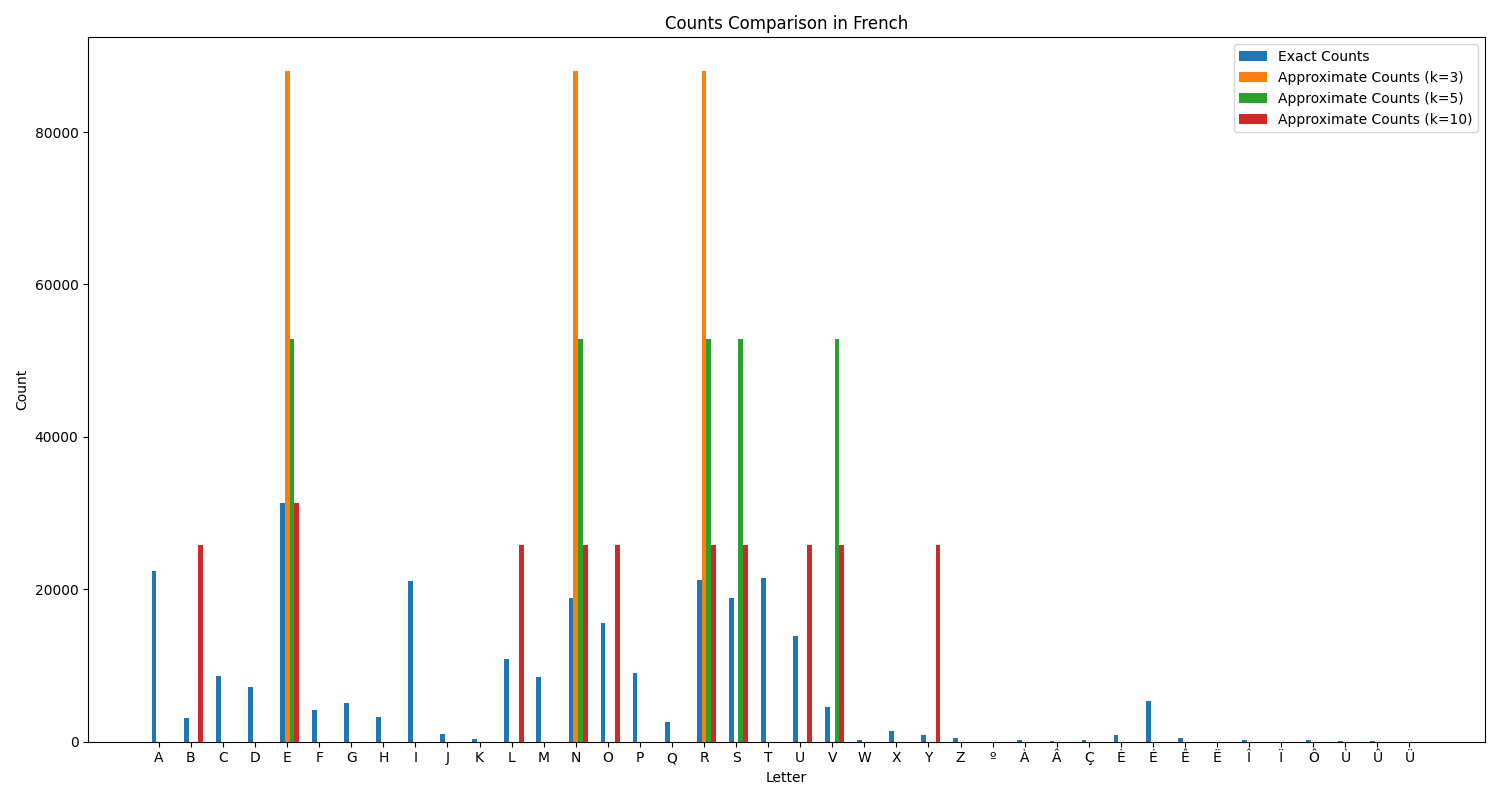 Counts Comparison in French
Exact Counts
Approximate Counts (k=3)
Approximate Counts (k=5)
Approximate Counts (k=10)
80000
60000
40000
20000
0
Count
A B C D E F G H I J K L M N O P Q R S T U V W X Y Z º À Â Ç È É Ê Ë Î Ï Ô Ù Û Ü
Letter